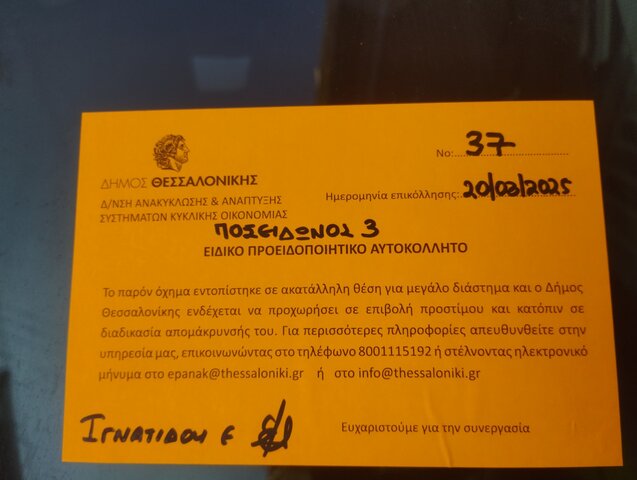 Νο:37
ΔΗΜΟΣ ΘΕΣΣΑΛΟΝΙΚΗΣ
Ημερομηνία επικόλλησης:20/02/2025
Δ/ΝΣΗ ΑΝΑΚΥΚΛΩΣΗΣ & ΑΝΑΠΤΥΞΗΣ
ΣΥΣΤΗΜΑΤΩΝ ΚΥΚΛΙΚΗΣ ΟΙΚΟΝΟΜΙΑΣ
ΠΟΣΕΙΔΩΝΟΣ 3
ΕΙΔΙΚΟ ΠΡΟΕΙΔΟΠΟΙΗΤΙΚΟ ΑΥΤΟΚΟΛΛΗΤΟ
Το παρόν όχημα εντοπίστηκε σε ακατάλληλη θέση για μεγάλο διάστημα και ο Δήμος
Θεσσαλονίκης ενδέχεται να προχωρήσει σε επιβολή προστίμου και κατόπιν σε
διαδικασία απομάκρυνσής του. Για περισσότερες πληροφορίες απευθυνθείτε στην
υπηρεσία μας, επικοινωνώντας στο τηλέφωνο 8001115192 ή στέλνοντας ηλεκτρονικό
μήνυμα στο epanak@thessaloniki.gr ή στο info@thessaloniki.gr
ΙΓΝΑΤΙΔΟΥ Ε
Ευχαριστούμε για την συνεργασία